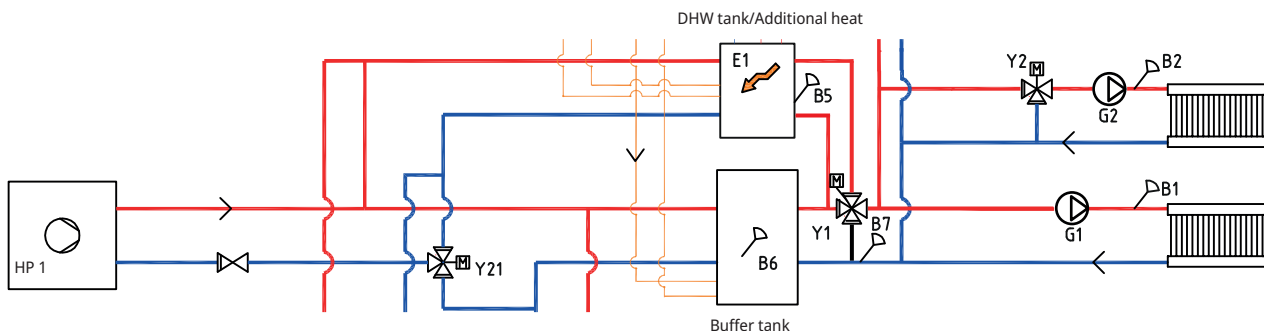 DHW tank/Additional heat
E1
B5
Y2
M
B2
G2
HP 1
M
Y21
B6
M
Y1
B7
G1
B1
Buffer tank